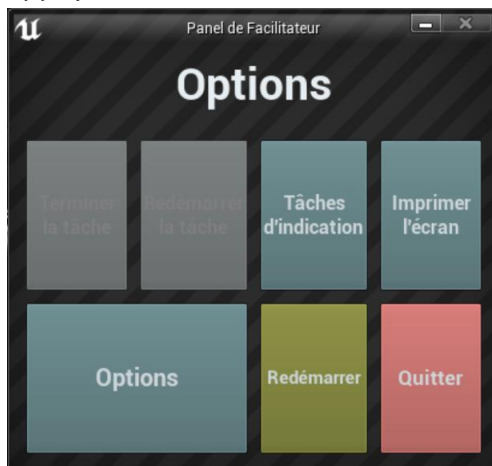 Panel de Facilitateur
Options
Terminer
la tâche
Redémarrer
la tâche
Tâches
d'indication
Imprimer
l'écran
Options
Redémarrer
Quitter